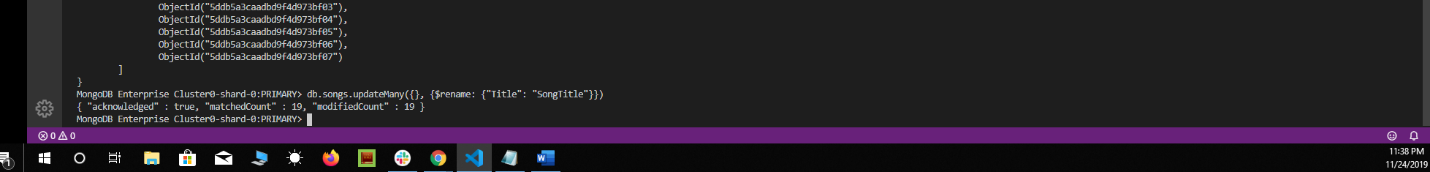 ObjectId("5ddb5a3caadbd9f4d973bf03"),
ObjectId("5ddb5a3caadbd9f4d973bf04"),
ObjectId("5ddb5a3caadbd9f4d973bf05"),
ObjectId("5ddb5a3caadbd9f4d973bf06"),
ObjectId("5ddb5a3caadbd9f4d973bf07")
]
}
MongoDB Enterprise Cluster0-shard-0:PRIMARY> db.songs.updateMany({}, {$rename: {"Title": "SongTitle"}})
{ "acknowledged" : true, "matchedCount" : 19, "modifiedCount" : 19 }
MongoDB Enterprise Cluster0-shard-0:PRIMARY>
0 0
1
W
11:38 PM
11/24/2019